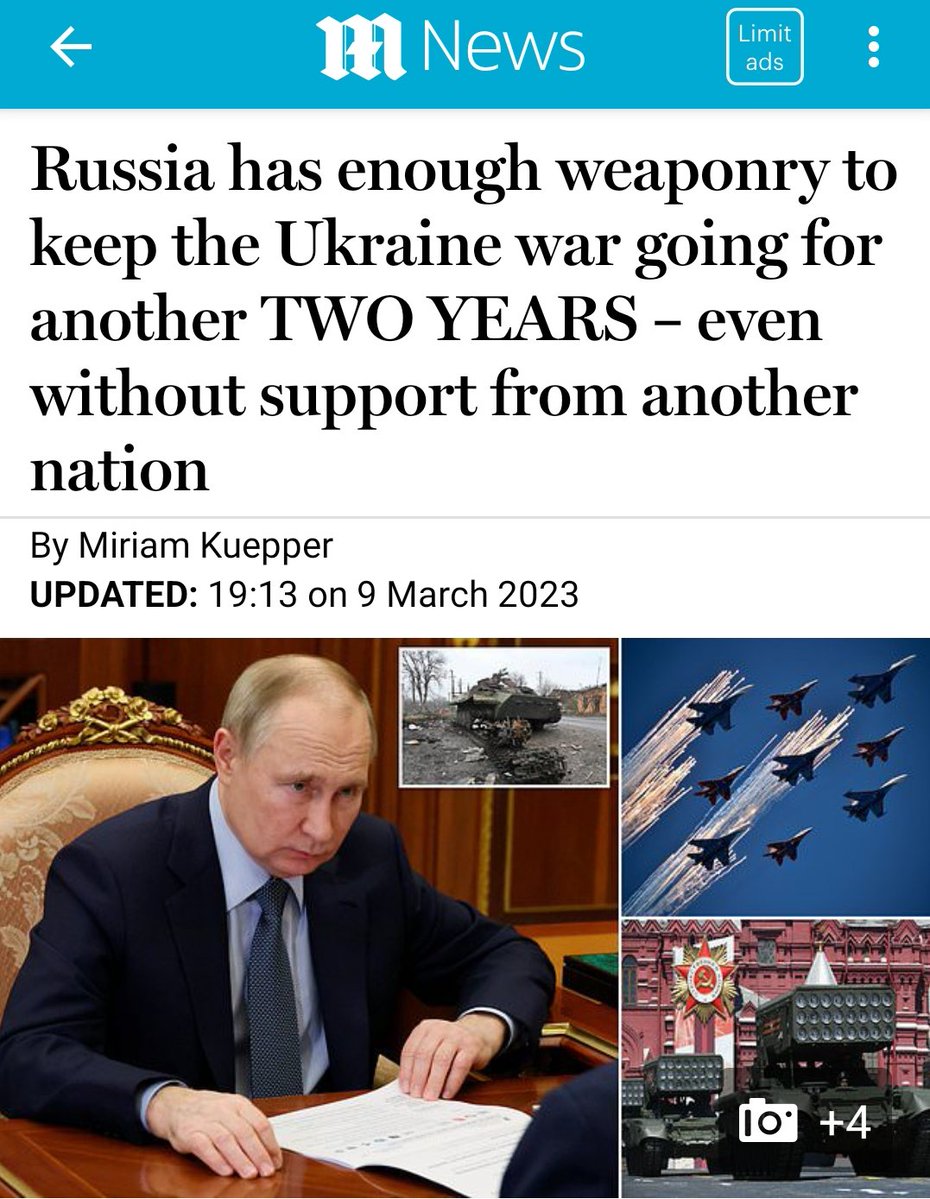 News
Limit
ads
Russia has enough weaponry to
keep the Ukraine war going for
another TWO YEARS – even
without support from another
nation
By Miriam Kuepper
UPDATED: 19:13 on 9 March 2023
+4